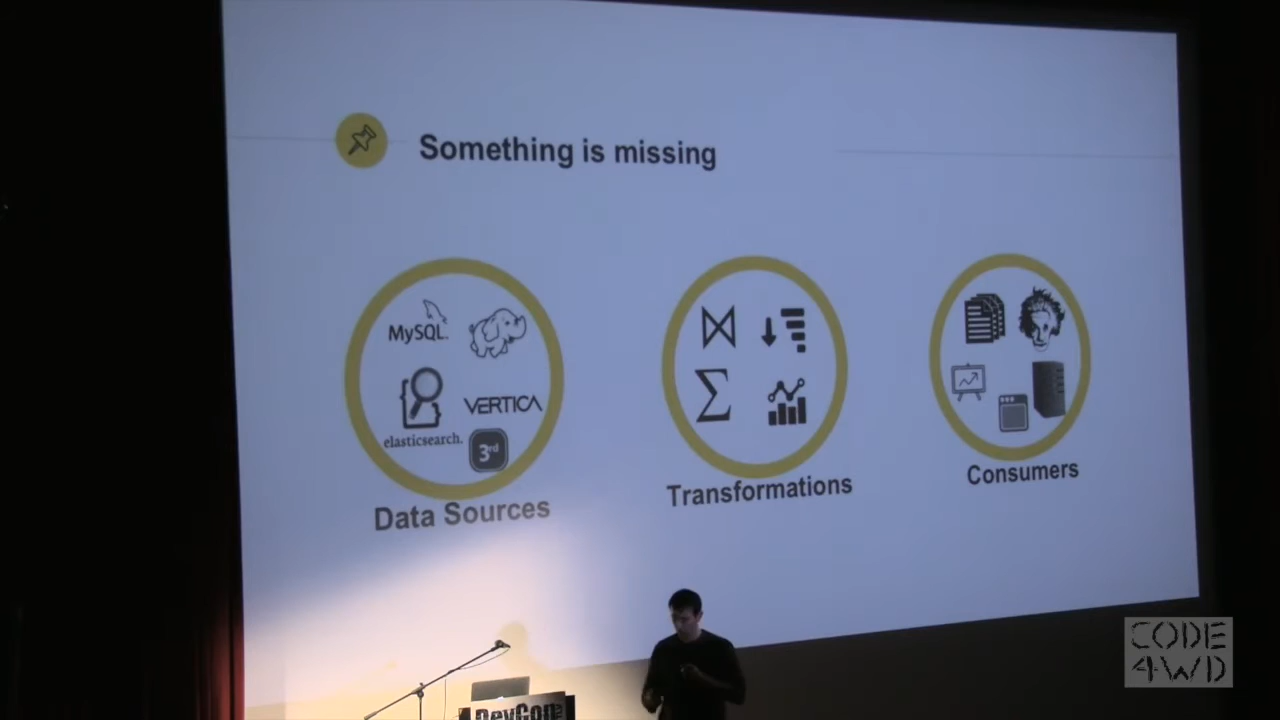 Something is missing
MySQL
elasticsearch.
VERTICA
3rd
Data Sources
Σ
Transformations
Consumers
DevCon
CODE
4WD